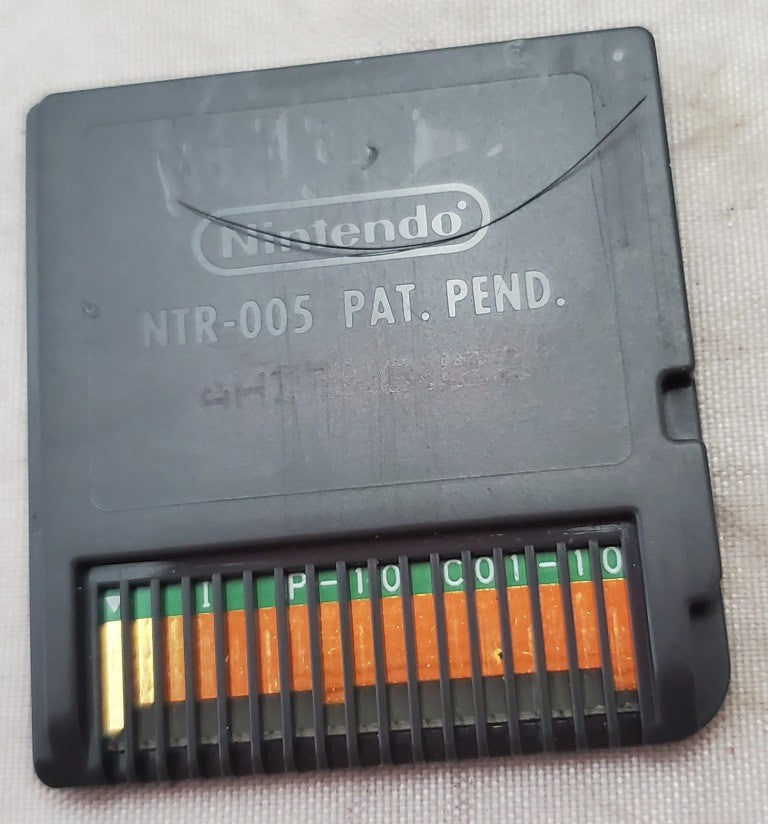 Nintendo
NTR-005 PAT. PEND.
I P-10 C01-10